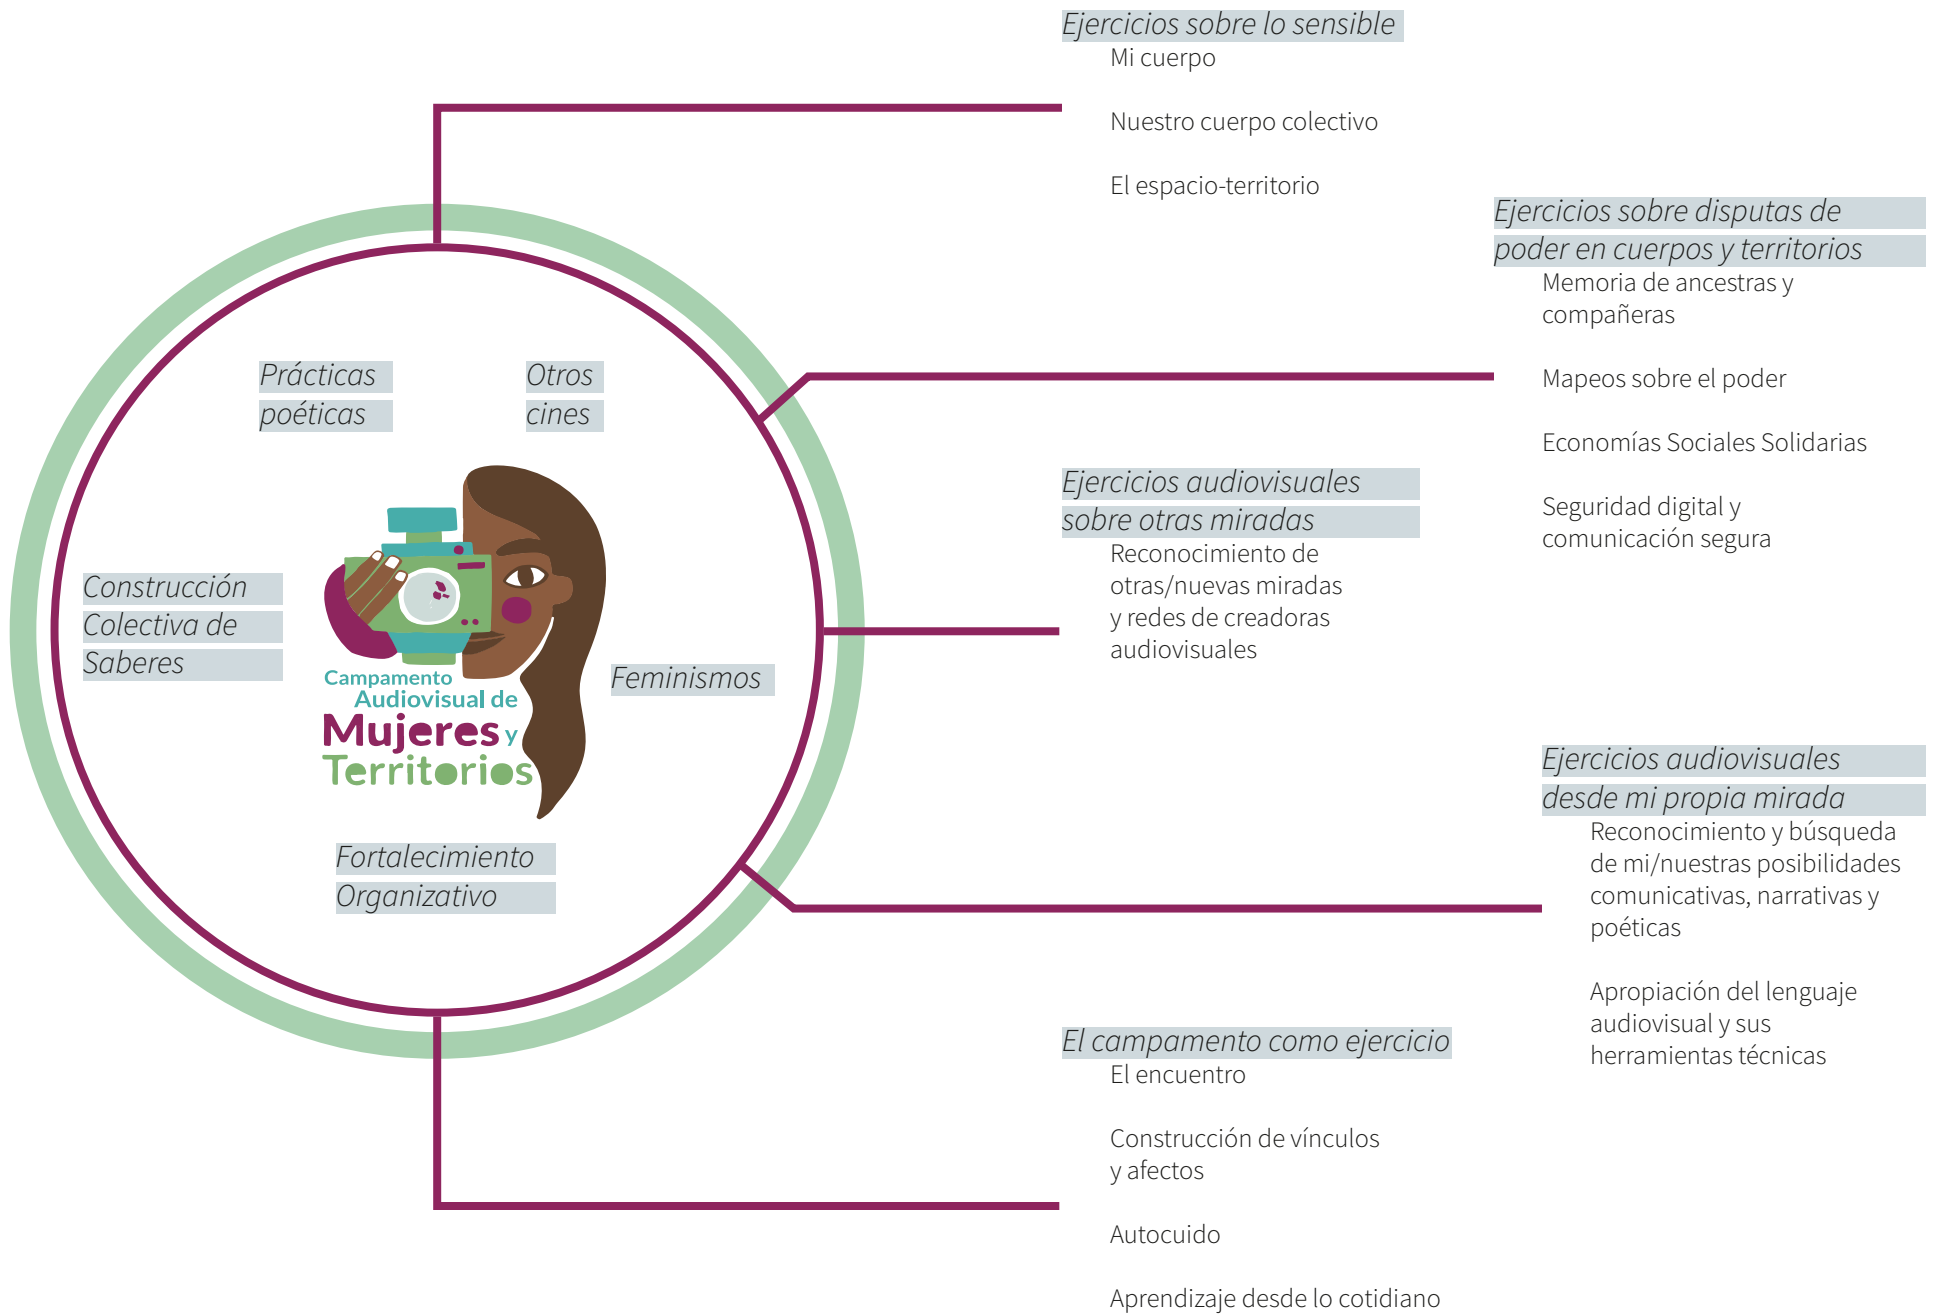 Ejercicios sobre lo sensible
Mi cuerpo
Nuestro cuerpo colectivo
El espacio-territorio
Ejercicios sobre disputas de
poder en cuerpos y territorios
Memoria de ancestras y
compañeras
Mapeos sobre el poder
Economías Sociales Solidarias
Seguridad digital y
comunicación segura
Prácticas
poéticas
Otros
cines
Construcción
Colectiva de
Saberes
Feminismos
Fortalecimiento
Organizativo
Campamento
Audiovisual de
Mujeres y
Territorios
Ejercicios audiovisuales
sobre otras miradas
Reconocimiento de
otras/nuevas miradas
y redes de creadoras
audiovisuales
Ejercicios audiovisuales
desde mi propia mirada
Reconocimiento y búsqueda
de mi/nuestras posibilidades
comunicativas, narrativas y
poéticas
Apropiación del lenguaje
audiovisual y sus
herramientas técnicas
El campamento como ejercicio
El encuentro
Construcción de vínculos
y afectos
Autocuido
Aprendizaje desde lo cotidiano